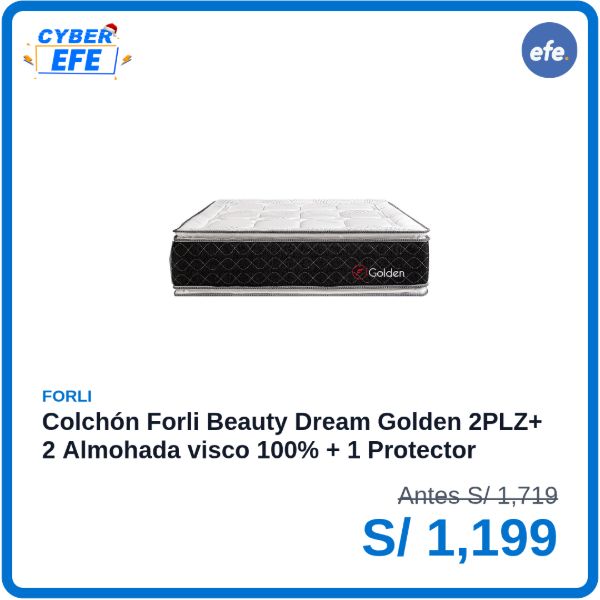 CYBER
EFE
efe.
Golden
FORLI
Colchón Forli Beauty Dream Golden 2PLZ+
2 Almohada visco 100% + 1 Protector
Antes S/ 1,719
S/ 1,199